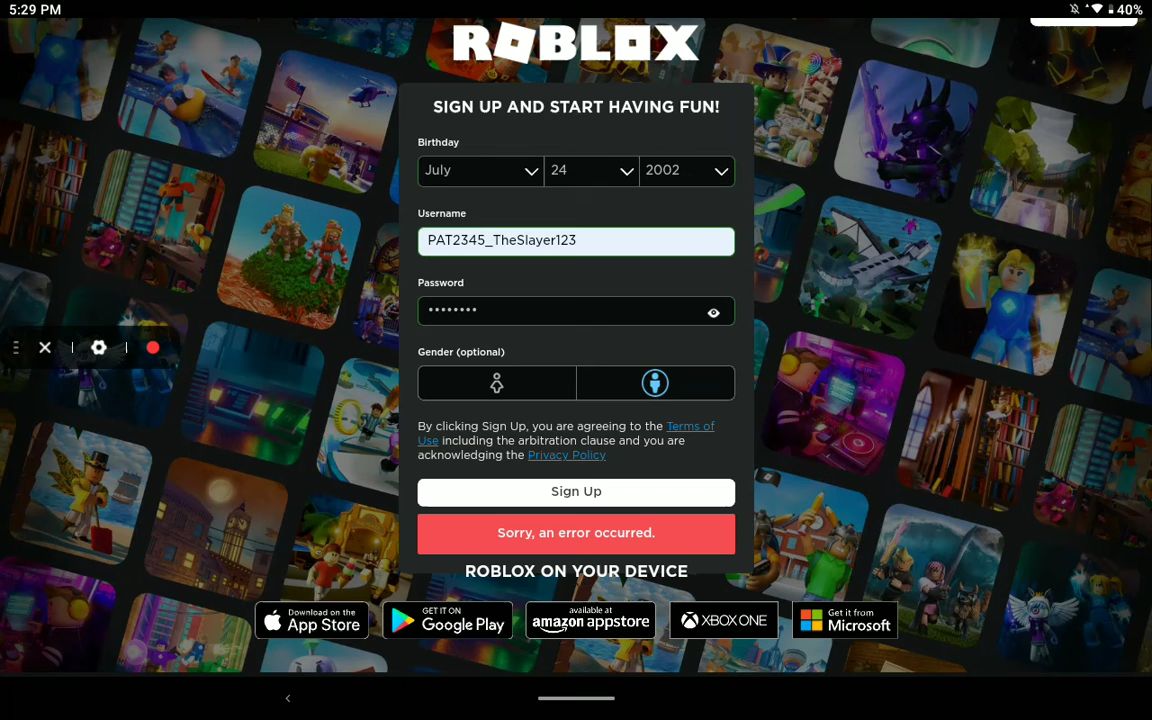 5:29 PM
40%
ROBLOX
SIGN UP AND START HAVING FUN!
Birthday
July 24 2002
Username
PAT2345_TheSlayer123
Password
••••••••
Gender (optional)
By clicking Sign Up, you are agreeing to the Terms of
Use including the arbitration clause and you are
acknowledging the Privacy Policy
Sign Up
Sorry, an error occurred.
ROBLOX ON YOUR DEVICE
Download on the
App Store
GET IT ON
Google Play
available at
amazon appstore
XBOX ONE
Get it from
Microsoft